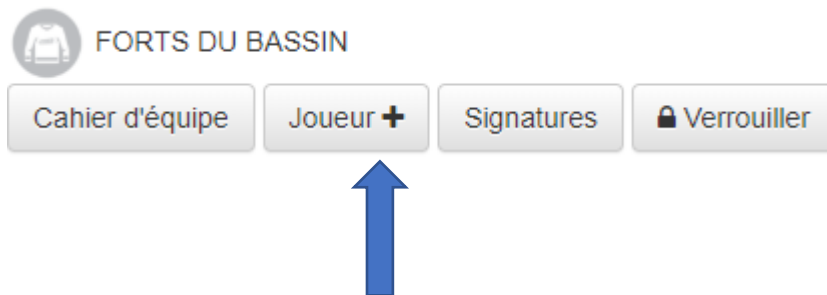 FORTS DU BASSIN
Cahier d'équipe Joueur + Signatures Verrouiller